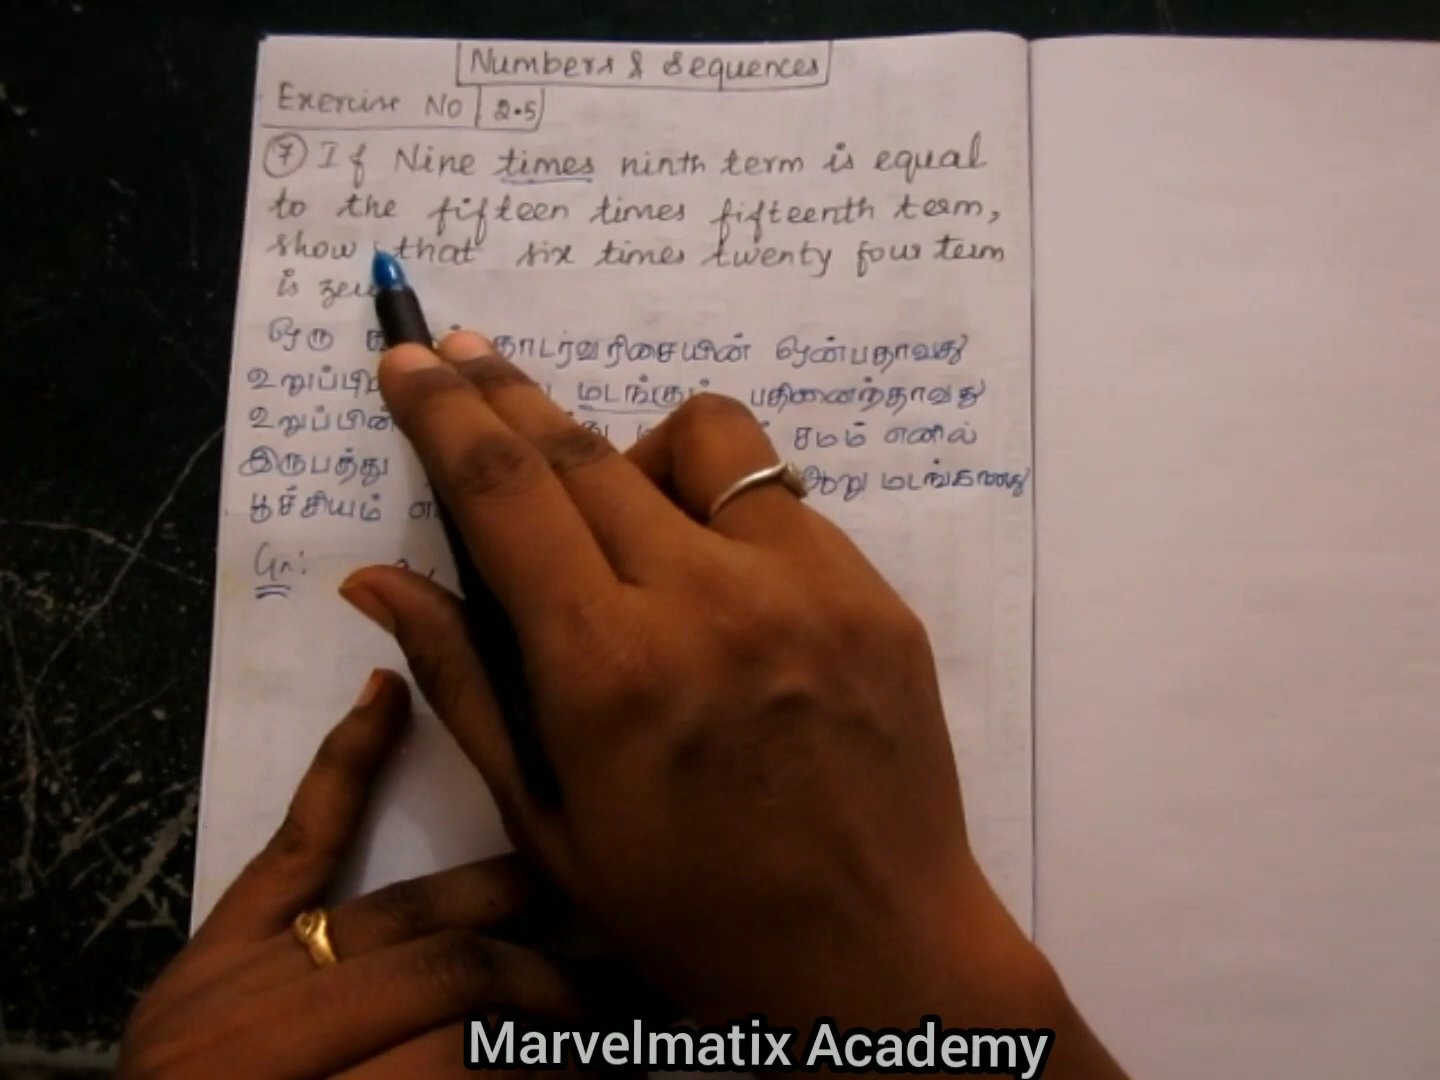 Numbers & Sequences
Exercise No 2.5
7 If Nine times ninth term is equal
to the fifteen times fifteenth term,
show that six times twenty four term
is
ஒரு தொடர்வரிசையின் ஒன்பதாவது
மடங்கும் பதினைந்தாவது
உறுப்பின் சமம் எனில்
இருபத்து ஆறு மடங்கானது
பூச்சியம்
Marvelmatix Academy